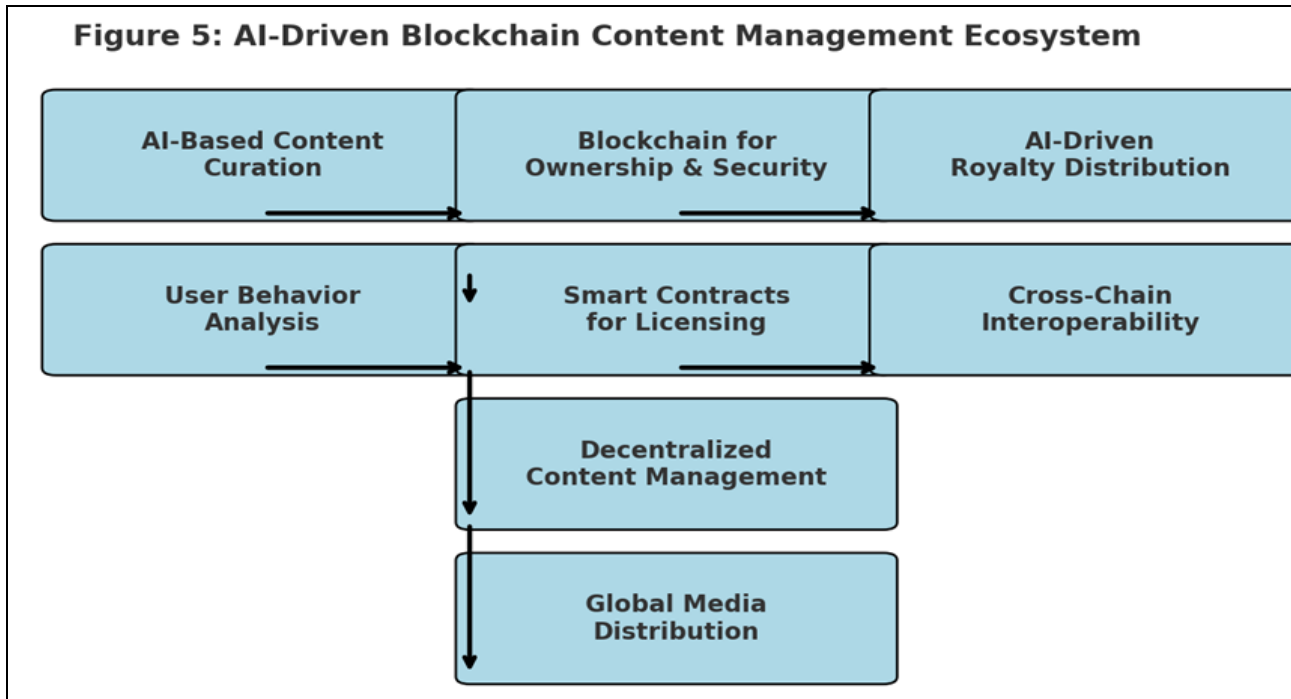 Figure 5: AI-Driven Blockchain Content Management Ecosystem
AI-Based Content
Curation
Blockchain for
Ownership & Security
AI-Driven
Royalty Distribution
User Behavior
Analysis
Smart Contracts
for Licensing
Cross-Chain
Interoperability
Decentralized
Content Management
Global Media
Distribution